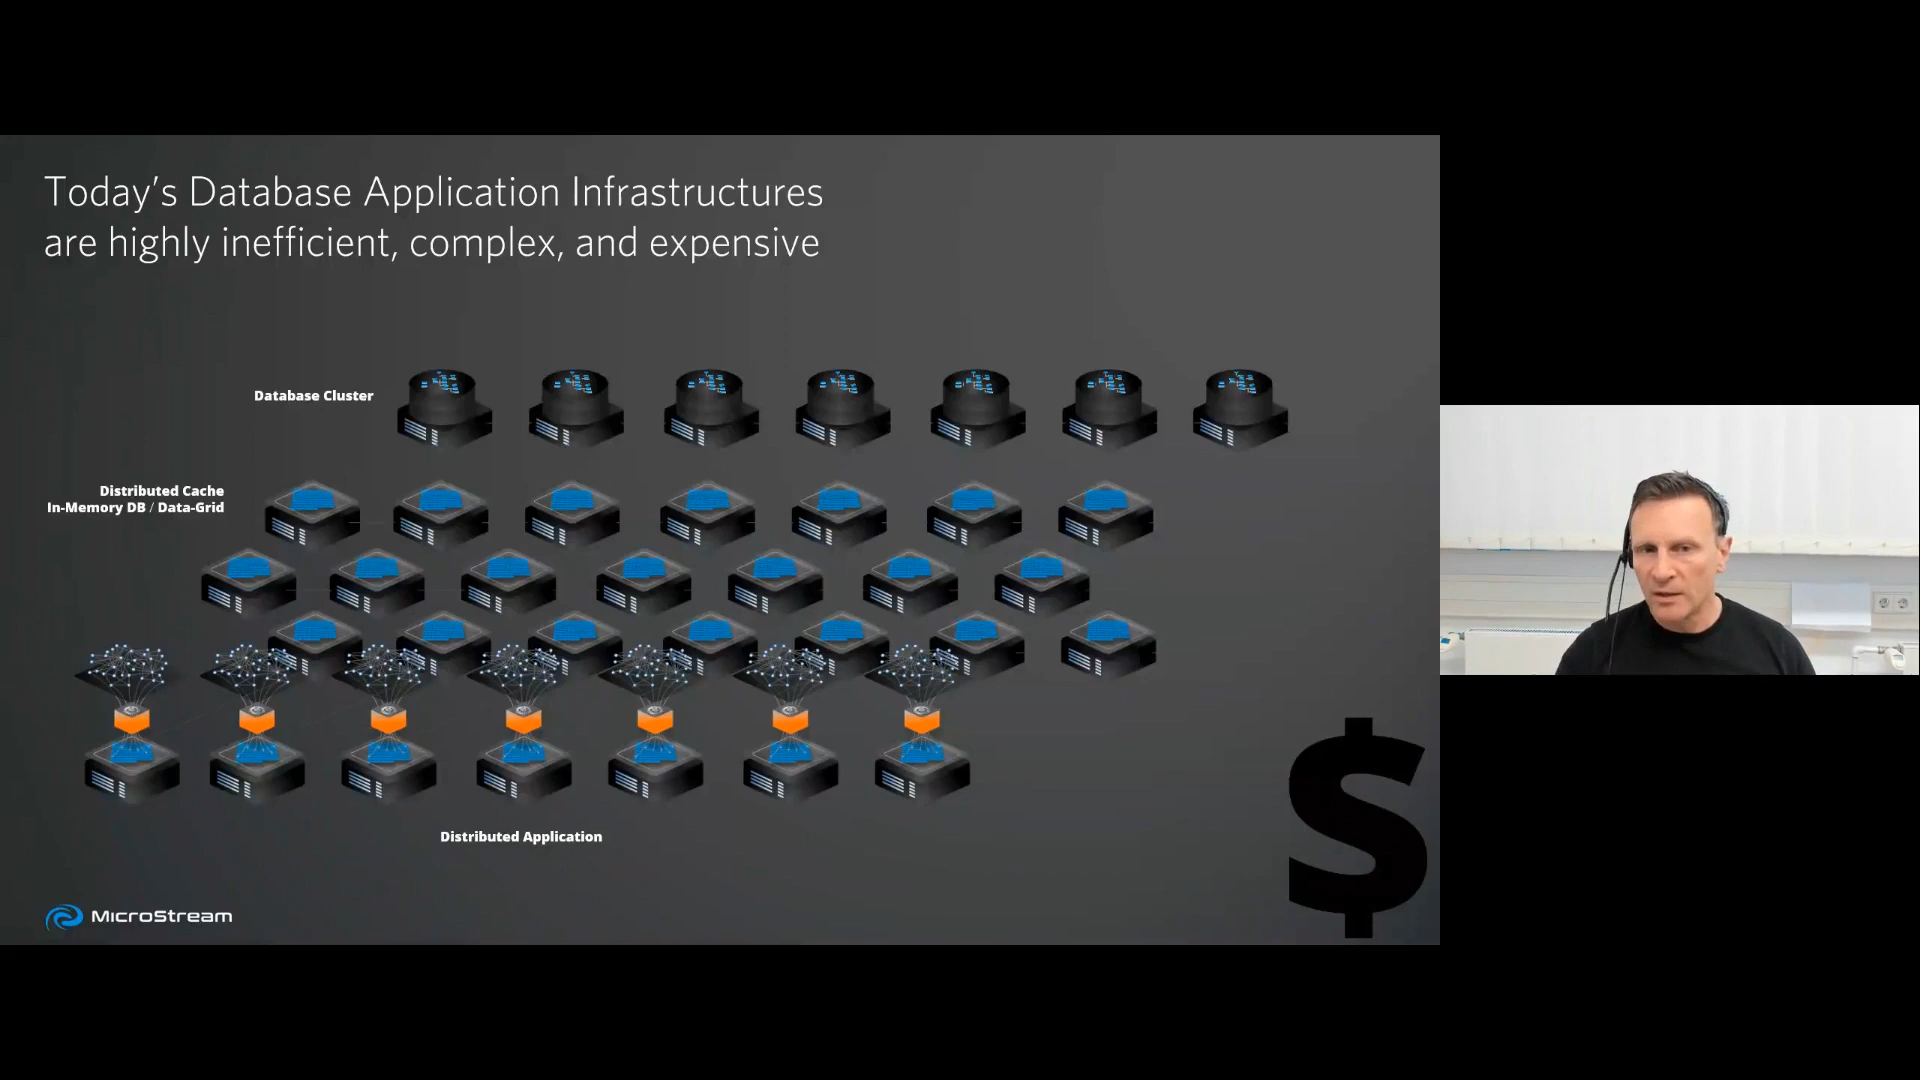 Today's Database Application Infrastructures
are highly inefficient, complex, and expensive
Database Cluster
Distributed Cache
In-Memory DB / Data-Grid
Distributed Application
$
MicroStream